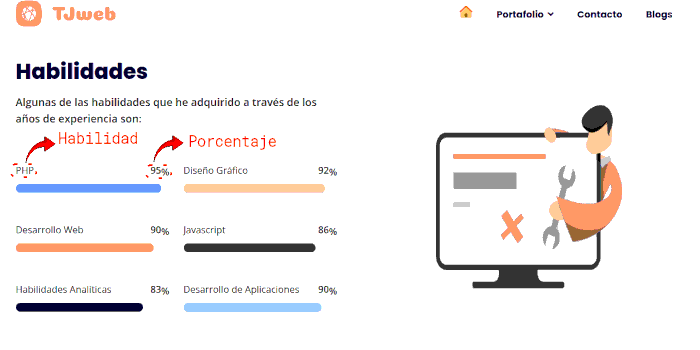 TJweb
Portafolio
Contacto
Blogs
Habilidades
Algunas de las habilidades que he adquirido a través de los
años de experiencia son:
Habilidad
Porcentaje
PHP
95%
Diseño Gráfico
92%
Desarrollo Web
90%
Javascript
86%
Habilidades Analíticas
83%
Desarrollo de Aplicaciones
90%